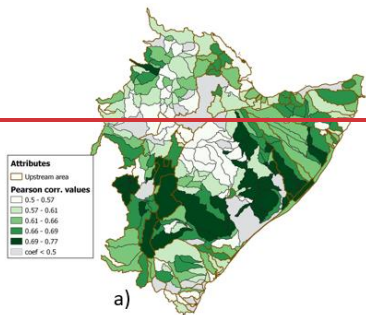 Attributes
Upstream area
Pearson corr. values
0.5 - 0.57
0.57 - 0.61
0.61 - 0.66
0.66 - 0.69
0.69 - 0.77
coef < 0.5
a)